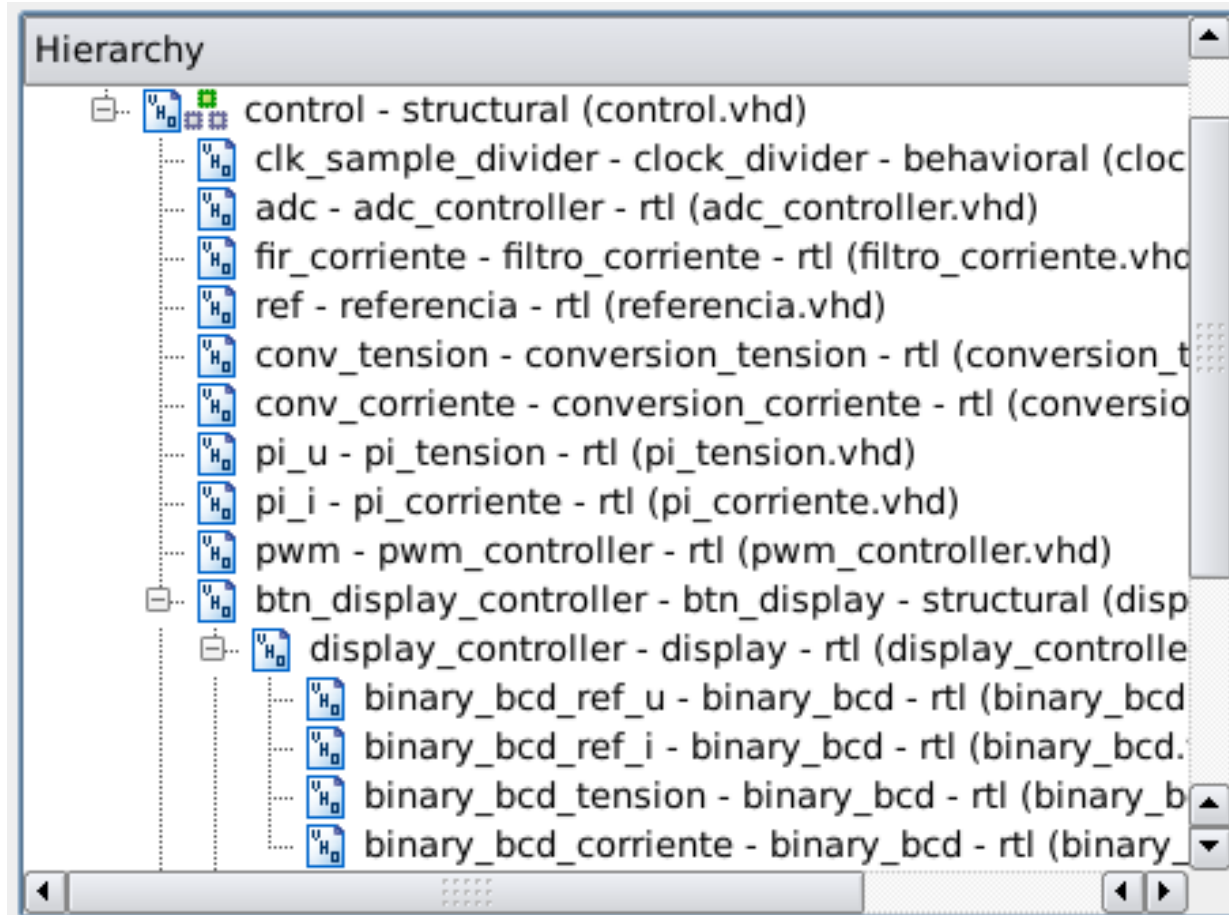 Hierarchy
control - structural (control.vhd)
clk_sample_divider - clock_divider - behavioral (cloc
adc - adc_controller - rtl (adc_controller.vhd)
fir_corriente - filtro_corriente - rtl (filtro_corriente.vhd
ref - referencia - rtl (referencia.vhd)
conv_tension - conversion_tension - rtl (conversion_t
conv_corriente - conversion_corriente - rtl (conversio
pi_u - pi_tension - rtl (pi_tension.vhd)
pi_i - pi_corriente - rtl (pi_corriente.vhd)
pwm - pwm_controller - rtl (pwm_controller.vhd)
btn_display_controller - btn_display - structural (disp
display_controller - display - rtl (display_controlle
binary_bcd_ref_u - binary_bcd - rtl (binary_bcd
binary_bcd_ref_i - binary_bcd - rtl (binary_bcd.
binary_bcd_tension - binary_bcd - rtl (binary_b
binary_bcd_corriente - binary_bcd - rtl (binary_